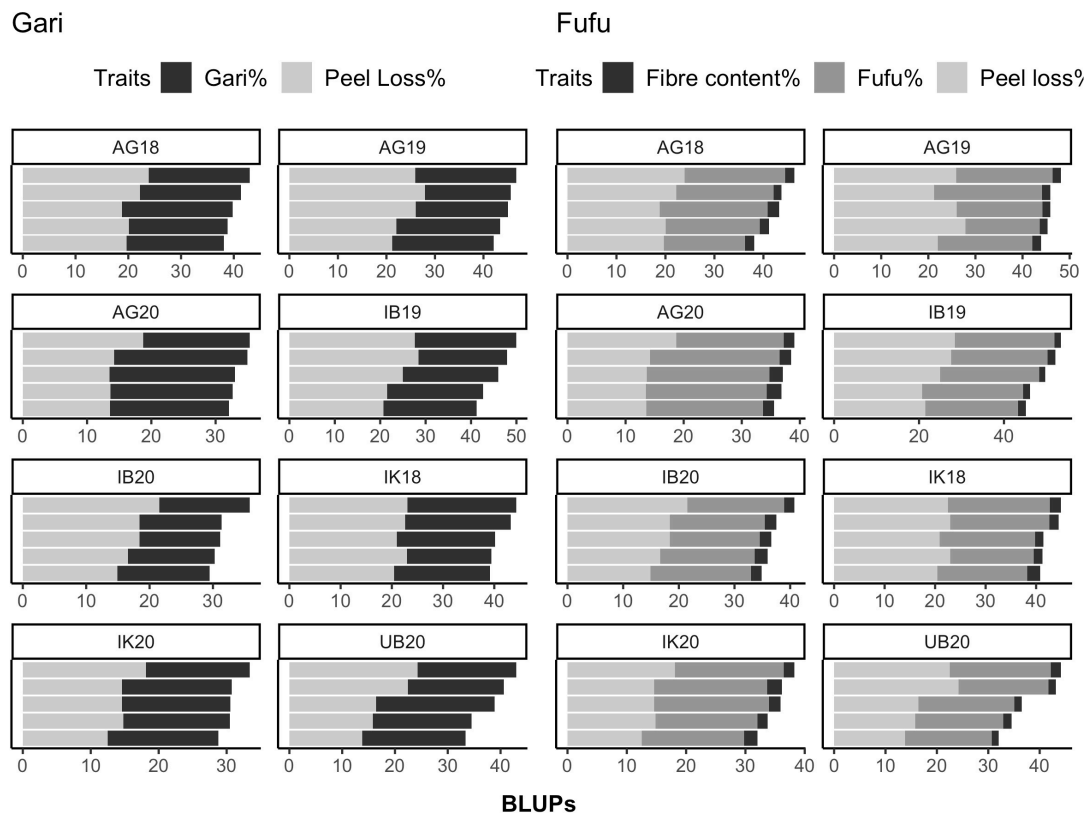 Gari Fufu
Traits Gari% Peel Loss% Traits Fibre content% Fufu% Peel loss%
AG18 AG19 AG18 AG19
0 10 20 30 40 0 10 20 30 40 0 10 20 30 40 0 10 20 30 40 50
AG20 IB19 AG20 IB19
0 10 20 30 0 10 20 30 40 50 0 10 20 30 40 0 20 40
IB20 IK18 IB20 IK18
0 10 20 30 0 10 20 30 40 0 10 20 30 40 0 10 20 30 40
IK20 UB20 IK20 UB20
0 10 20 30 0 10 20 30 40 0 10 20 30 40 0 10 20 30 40
BLUPs